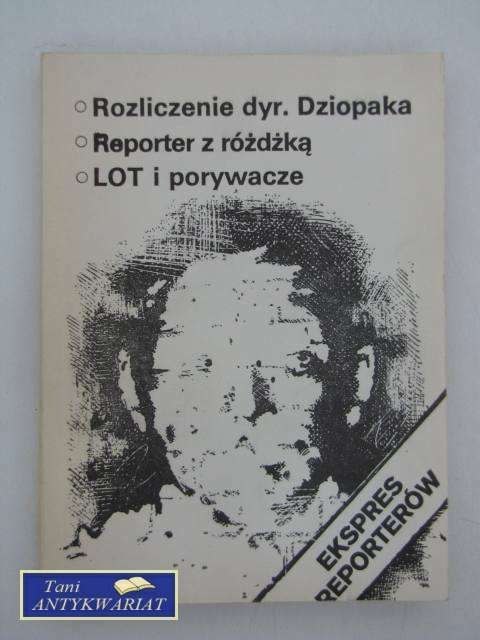 Rozliczenie dyr. Dziopaka
Reporter z różdżką
LOT i porywacze
EKSPRES
REPORTERÓW
Tani
ANTYKWARIAT